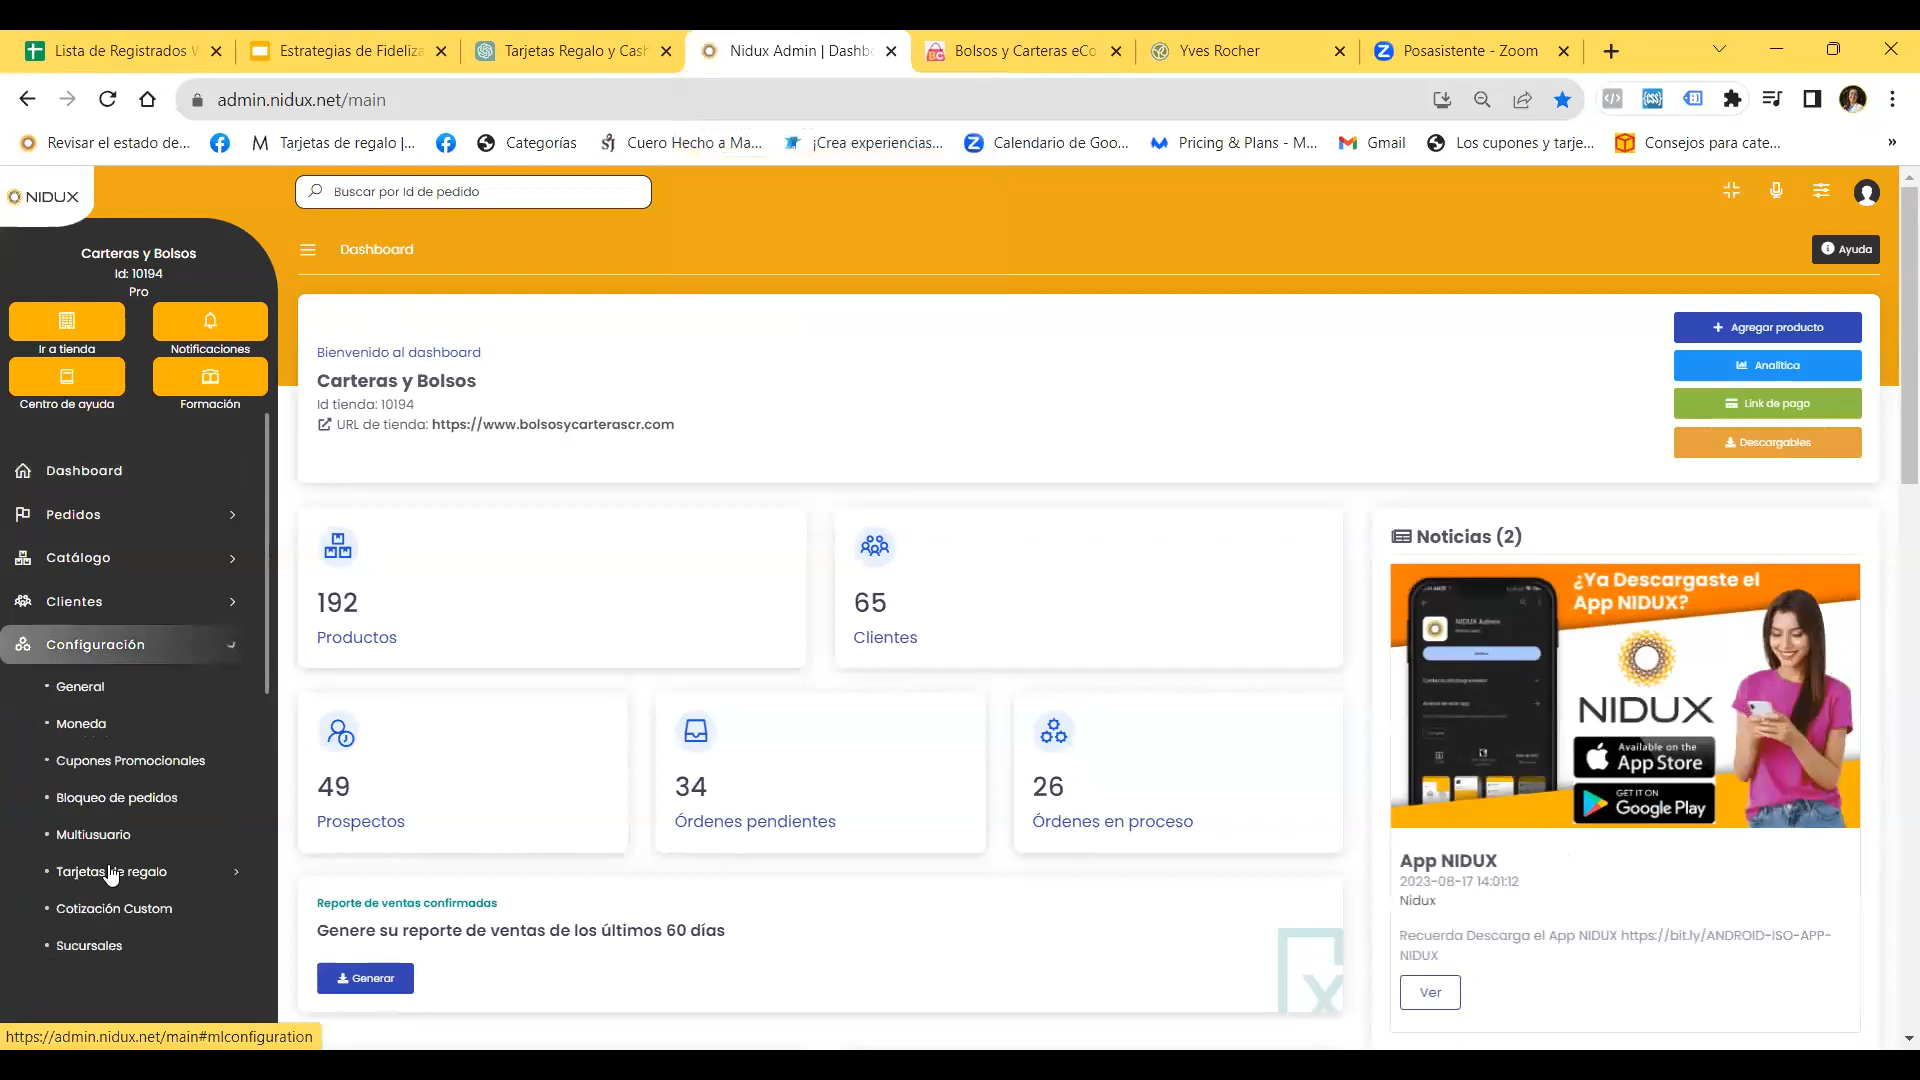 Lista de Registrados
Estrategias de Fideliza
Tarjetas Regalo y Cas
Nidux Admin | Dashb
Bolsos y Carteras eCo
Yves Rocher
Posasistente - Zoom
admin.nidux.net/main
Revisar el estado de...
Tarjetas de regalo |...
Categorías
Cuero Hecho a Ma...
¡Crea experiencias...
Calendario de Goo...
Pricing & Plans - M...
Gmail
Los cupones y tarje...
Consejos para cate...
»
NIDUX
Buscar por Id de pedido
Dashboard
Ayuda
Carteras y Bolsos
Id: 10194
Pro
Ir a tienda
Notificaciones
Centro de ayuda
Formación
Dashboard
Pedidos
Catálogo
Clientes
Configuración
General
Moneda
Cupones Promocionales
Bloqueo de pedidos
Multiusuario
Tarjetas de regalo
Cotización Custom
Sucursales
https://admin.nidux.net/main#mlconfiguration
Bienvenido al dashboard
Carteras y Bolsos
Id tienda: 10194
URL de tienda: https://www.bolsosycarterascr.com
Agregar producto
Analítica
Link de pago
Descargables
192
Productos
65
Clientes
49
Prospectos
34
Órdenes pendientes
26
Órdenes en proceso
Reporte de ventas confirmadas
Genere su reporte de ventas de los últimos 60 días
Generar
Noticias (2)
¿Ya Descargaste el
App NIDUX?
NIDUX Admin
NIDUX
Available on the
App Store
GET IT ON
Google Play
App NIDUX
2023-08-17 14:01:12
Nidux
Recuerda Descarga el App NIDUX https://bit.ly/ANDROID-ISO-APP-
NIDUX
Ver